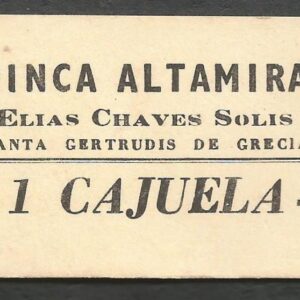 INCA ALTAMIRA
ELIAS CHAVES SOLIS
ANTA GERTRUDIS DE GRECIA
1 CAJUELA -